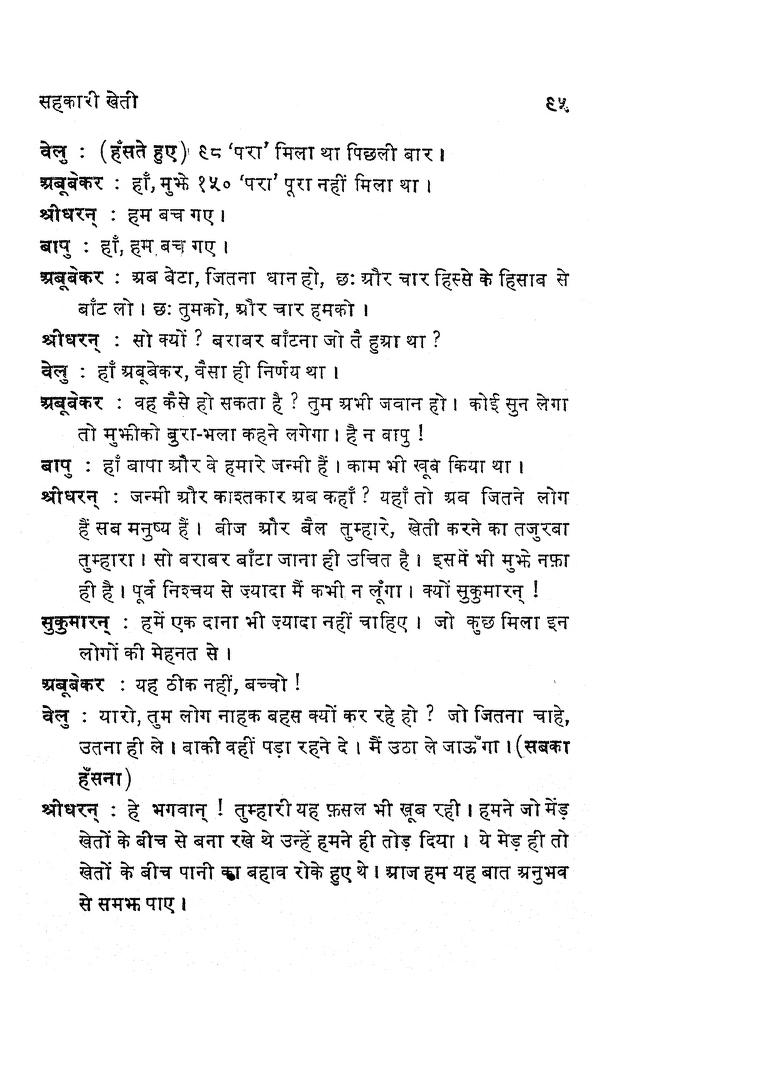 सहकारी खेती ९५
वेलु : (हँसते हुए) ९८ ‘परा’ मिला था पिछली बार।
अबूबेकर : हाँ, मुझे १५० ‘परा’ पूरा नहीं मिला था।
श्रीधरन् : हम बच गए।
बापु : हाँ, हम बच गए।
अबूबेकर : अब बेटा, जितना धान हो, छः और चार हिस्से के हिसाब से
बाँट लो। छः तुमको, और चार हमको।
श्रीधरन् : सो क्यों ? बराबर बाँटना जो तै हुआ था ?
वेलु : हाँ अबूबेकर, वैसा ही निर्णय था।
अबूबेकर : वह कैसे हो सकता है ? तुम अभी जवान हो। कोई सुन लेगा
तो मुझीको बुरा-भला कहने लगेगा। है न बापु !
बापु : हाँ बापा और वे हमारे जन्मी हैं। काम भी खूब किया था।
श्रीधरन् : जन्मी और काश्तकार अब कहाँ ? यहाँ तो अब जितने लोग
हैं सब मनुष्य हैं। बीज और बैल तुम्हारे, खेती करने का तजुरबा
तुम्हारा। सो बराबर बाँटा जाना ही उचित है। इसमें भी मुझे नफ़ा
ही है। पूर्व निश्चय से ज़्यादा मैं कभी न लूँगा। क्यों सुकुमारन् !
सुकुमारन् : हमें एक दाना भी ज़्यादा नहीं चाहिए। जो कुछ मिला इन
लोगों की मेहनत से।
अबूबेकर : यह ठीक नहीं, बच्चो !
वेलु : यारो, तुम लोग नाहक बहस क्यों कर रहे हो ? जो जितना चाहे,
उतना ही ले। बाकी वहीं पड़ा रहने दे। मैं उठा ले जाऊँगा। (सबका
हँसना)
श्रीधरन् : हे भगवान् ! तुम्हारी यह फ़सल भी खूब रही। हमने जो मेंड़
खेतों के बीच से बना रखे थे उन्हें हमने ही तोड़ दिया। ये मेड़ ही तो
खेतों के बीच पानी का बहाव रोके हुए थे। आज हम यह बात अनुभव
से समझ पाए।